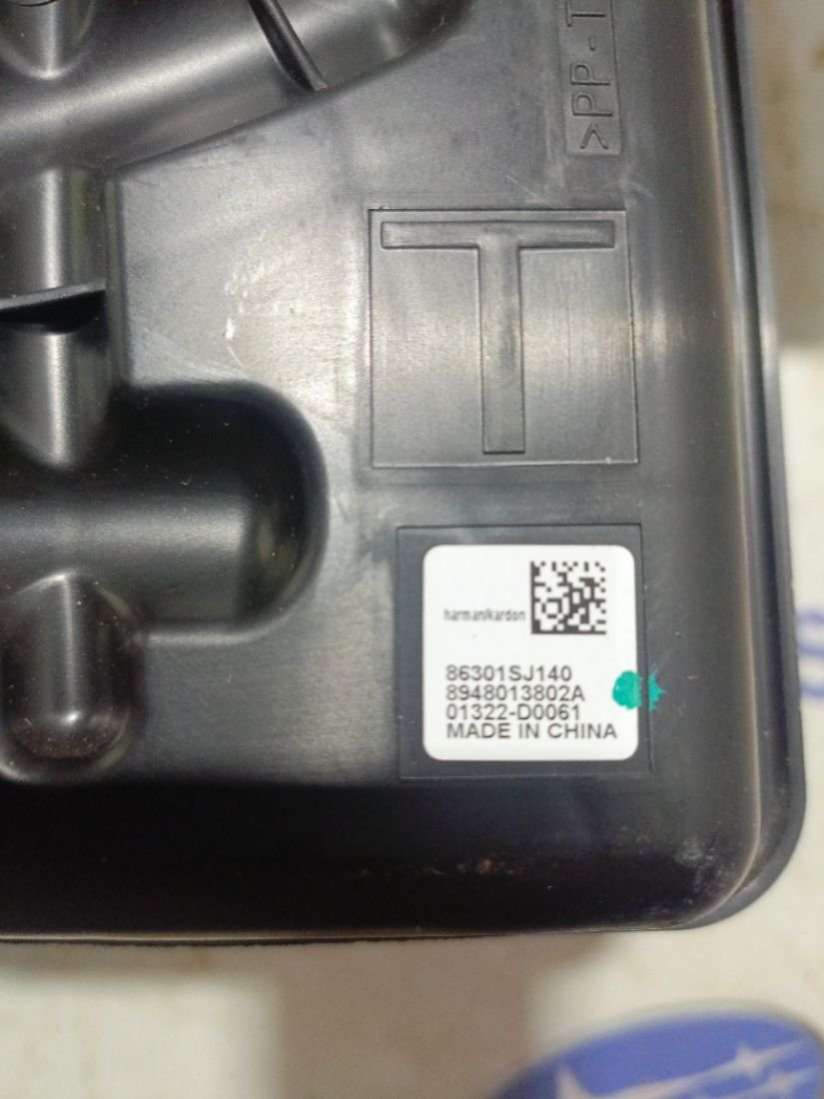 >PP-T
T
harman/kardon
86301SJ140
8948013802A
01322-D0061
MADE IN CHINA